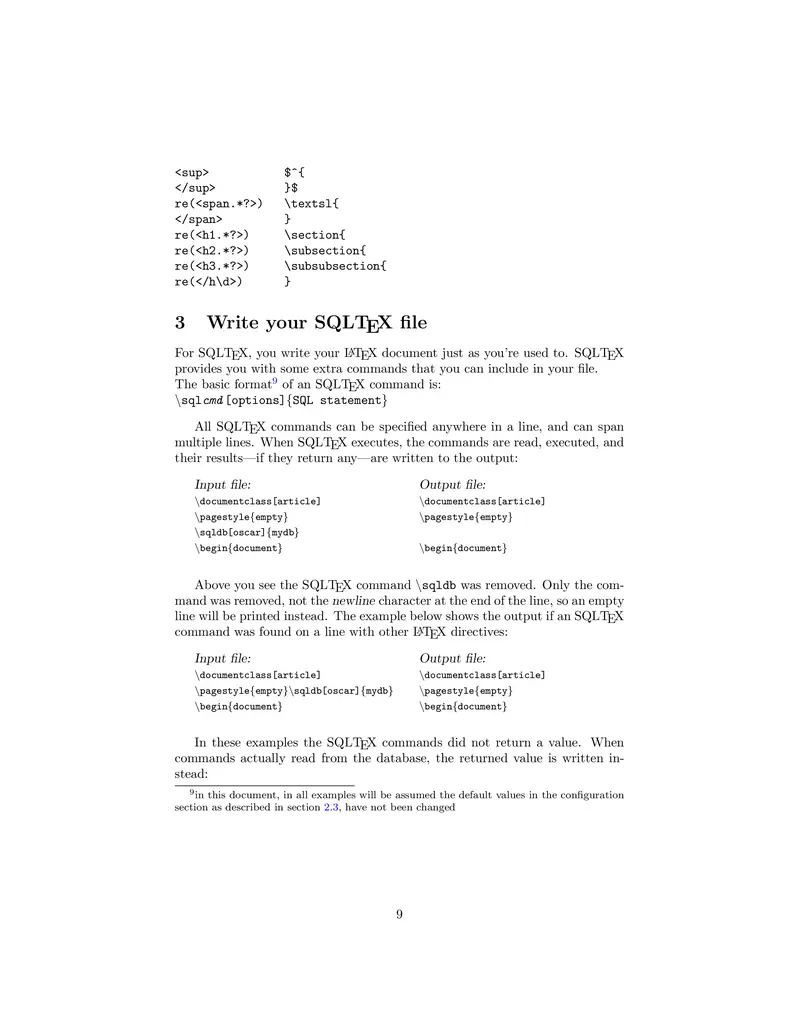 <sup> $^{
</sup> }$
re(<span.*?>) \textsl{
</span> }
re(<h1.*?>) \section{
re(<h2.*?>) \subsection{
re(<h3.*?>) \subsubsection{
re(</h\d>) }
3 Write your SQLTEX file
For SQLTEX, you write your LATEX document just as you're used to. SQLTEX
provides you with some extra commands that you can include in your file.
The basic format9 of an SQLTEX command is:
\sqlcmd[options]{SQL statement}
All SQLTEX commands can be specified anywhere in a line, and can span
multiple lines. When SQLTEX executes, the commands are read, executed, and
their results—if they return any—are written to the output:
Input file: Output file:
\documentclass[article] \documentclass[article]
\pagestyle{empty} \pagestyle{empty}
\sqldb[oscar]{mydb}
\begin{document} \begin{document}
Above you see the SQLTEX command \sqldb was removed. Only the com-
mand was removed, not the newline character at the end of the line, so an empty
line will be printed instead. The example below shows the output if an SQLTEX
command was found on a line with other LATEX directives:
Input file: Output file:
\documentclass[article] \documentclass[article]
\pagestyle{empty}\sqldb[oscar]{mydb} \pagestyle{empty}
\begin{document} \begin{document}
In these examples the SQLTEX commands did not return a value. When
commands actually read from the database, the returned value is written in-
stead:
9in this document, in all examples will be assumed the default values in the configuration
section as described in section 2.3, have not been changed
9